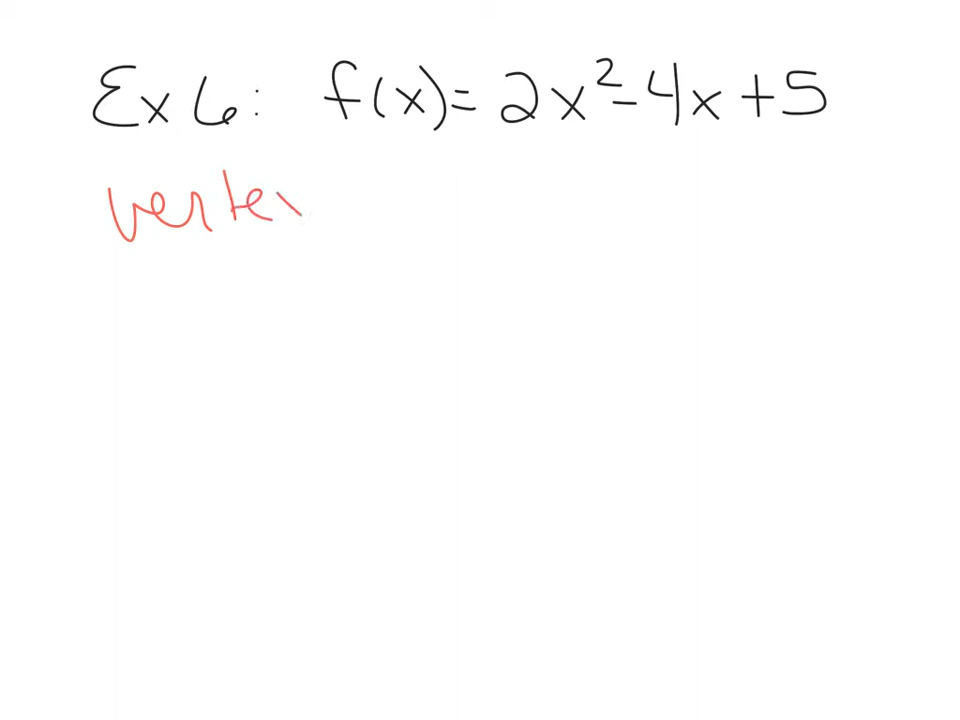 Ex 6: f(x) = 2x² - 4x + 5
verte